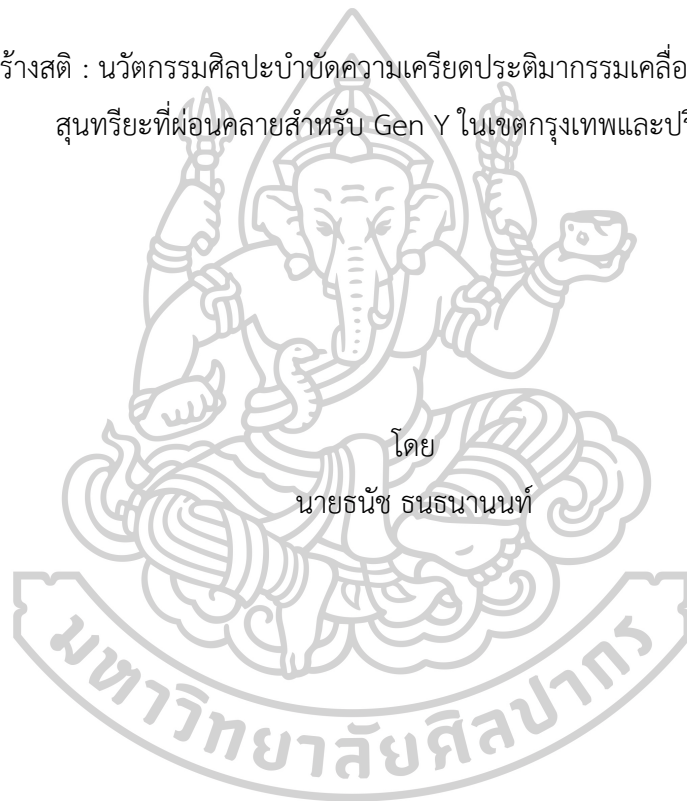 ร้างสติ : นวัตกรรมศิลปะบำบัดความเครียดประติมากรรมเคลื่อ
สุนทรียะที่ผ่อนคลายสำหรับ Gen Y ในเขตกรุงเทพและปริ
โดย
นายธนัช ธนธนานนท์
มหาวิทยาลัยศิลปากร